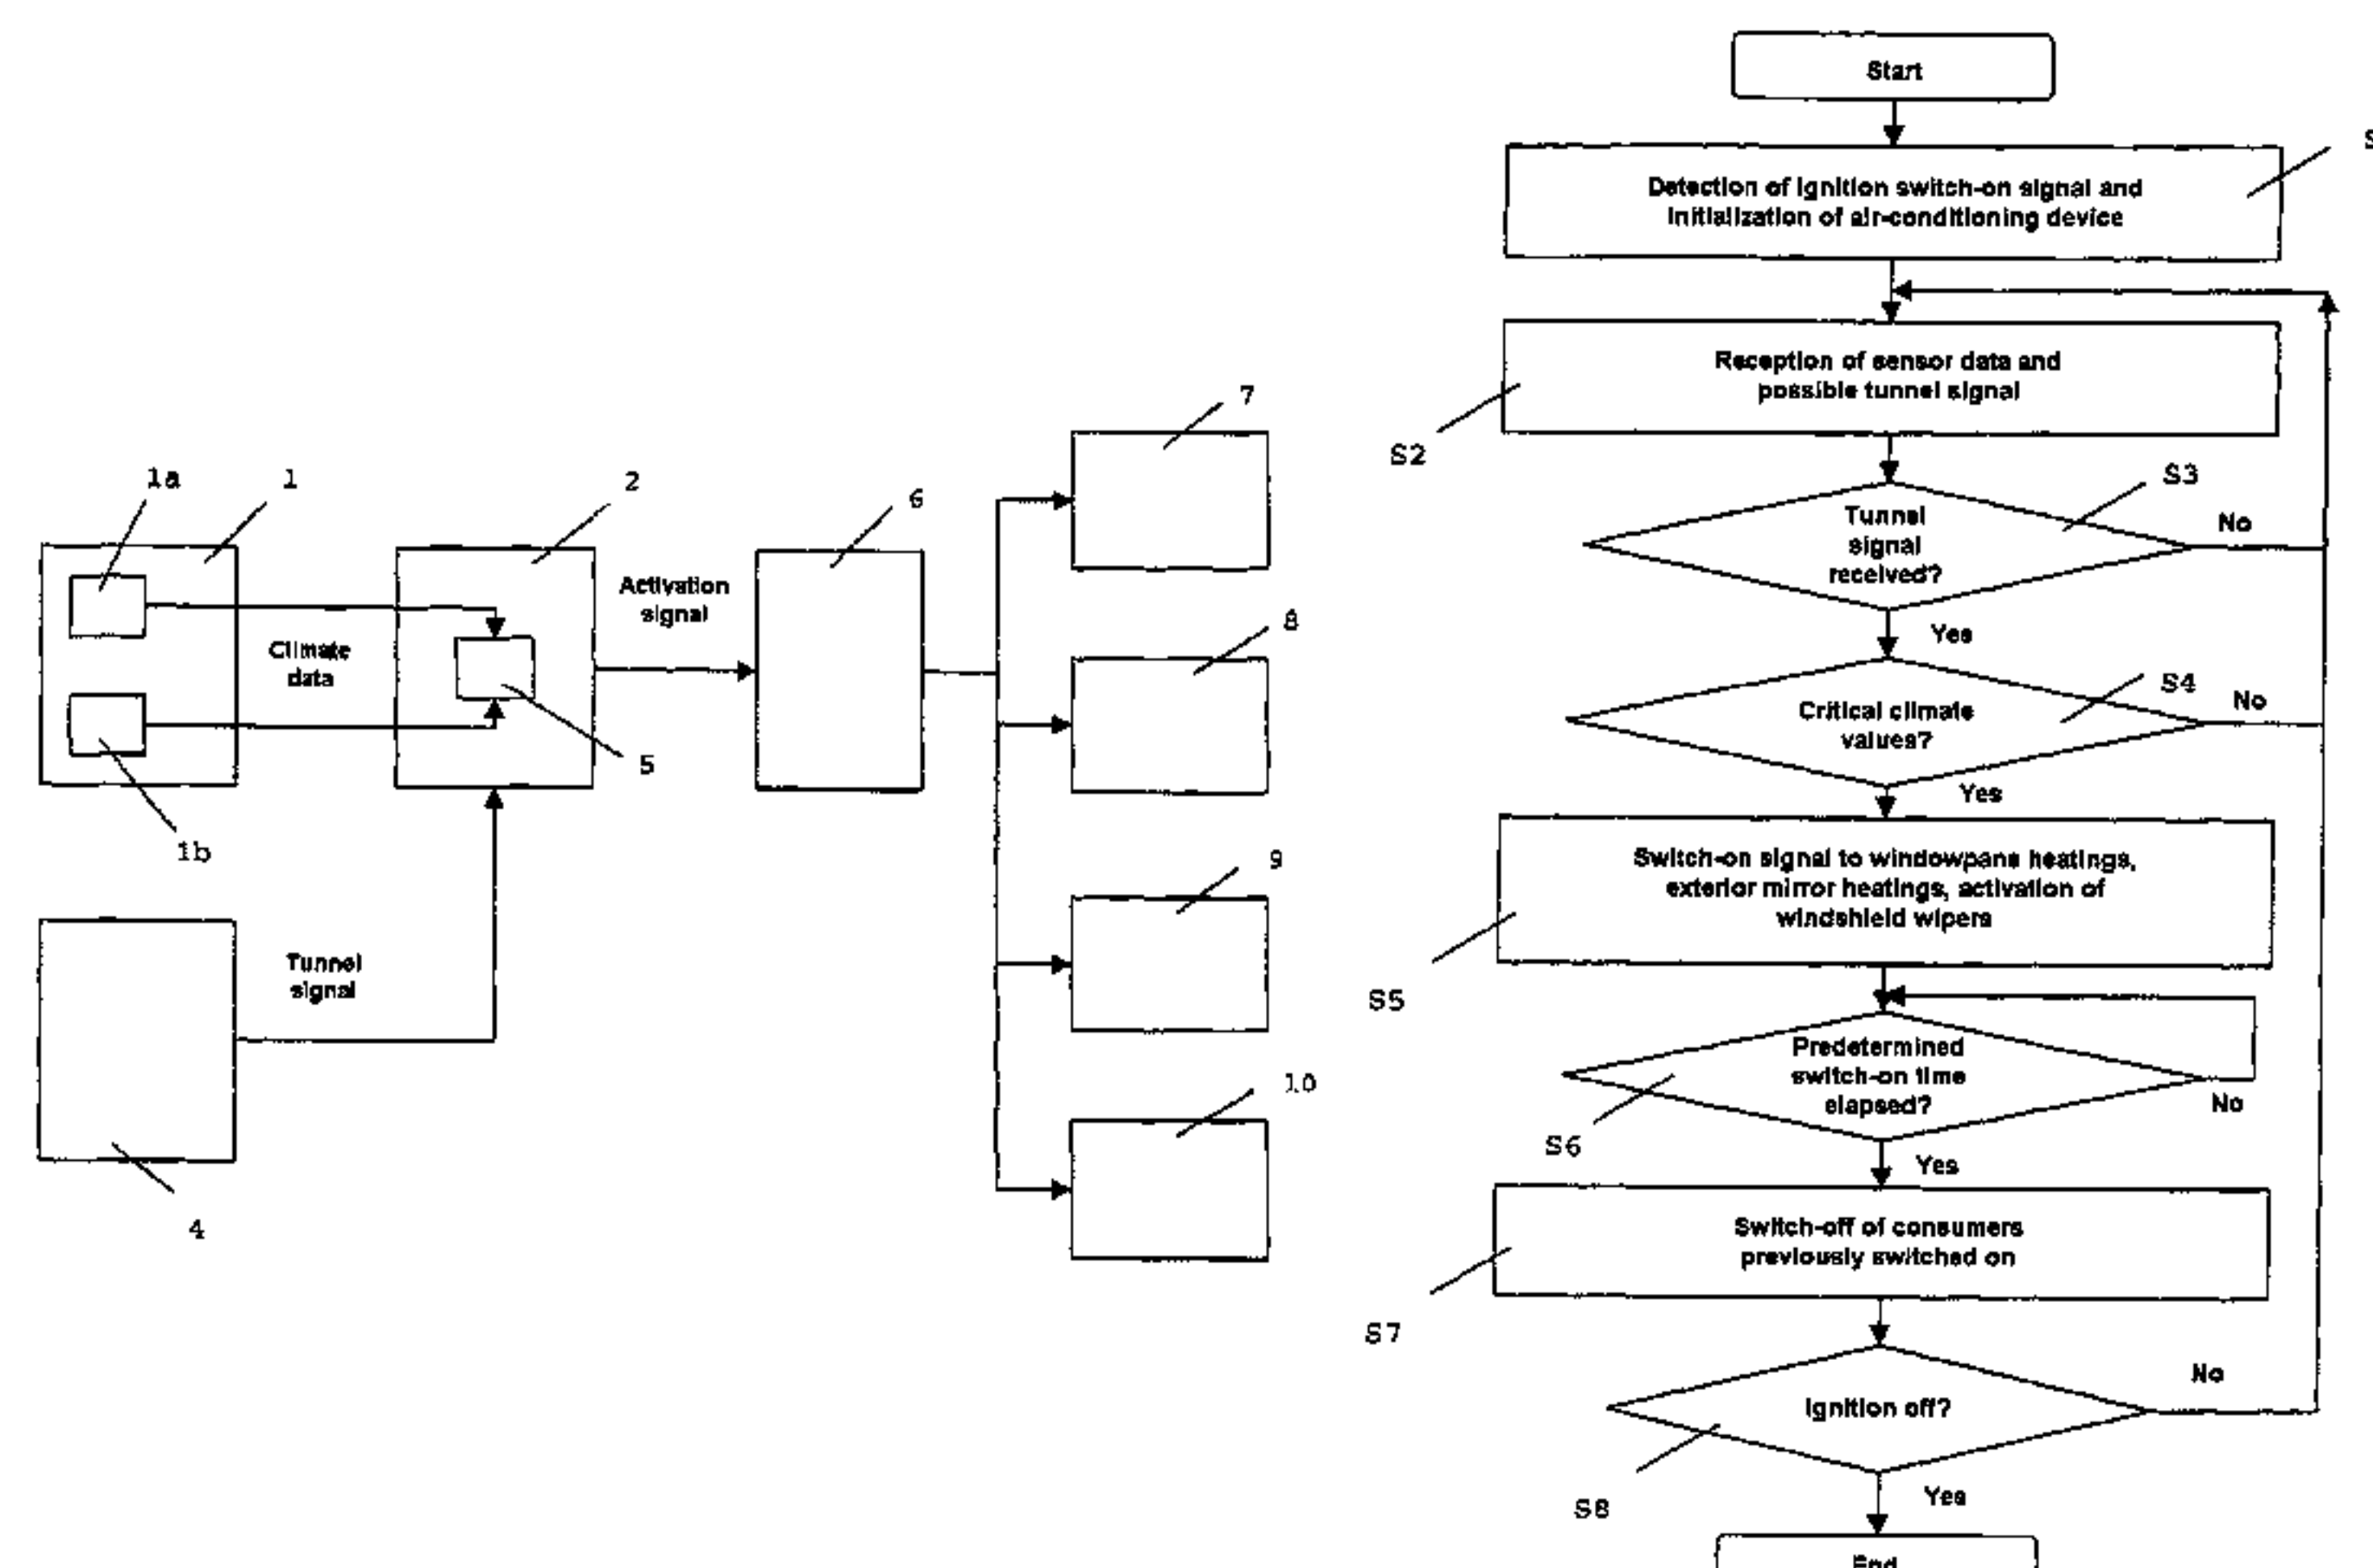 1a
1
2
Activation
signal
6
7
8
Climate
data
5
1b
9
Tunnel
signal
10
4
Start
S
Detection of ignition switch-on signal and
initialization of air-conditioning device
Reception of sensor data and
possible tunnel signal
S2
S3
Tunnel
signal
received?
No
Yes
S4
Critical climate
values?
No
Yes
Switch-on signal to windowpane heatings,
exterior mirror heatings, activation of
windshield wipers
S5
Predetermined
switch-on time
elapsed?
No
S6
Yes
Switch-off of consumers
previously switched on
S7
Ignition off?
No
S8
Yes
End